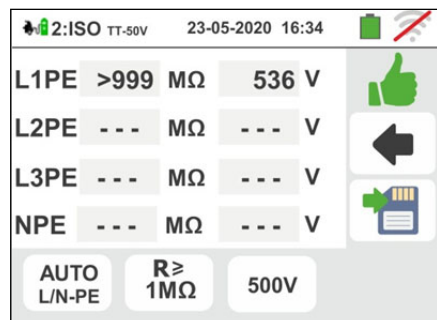 2:ISO TT-50V 23-05-2020 16:34
L1PE >999 MΩ 536 V
L2PE - - - MΩ - - - V
L3PE - - - MΩ - - - V
NPE - - - MΩ - - - V
AUTO R≥ 500V
L/N-PE 1MΩ